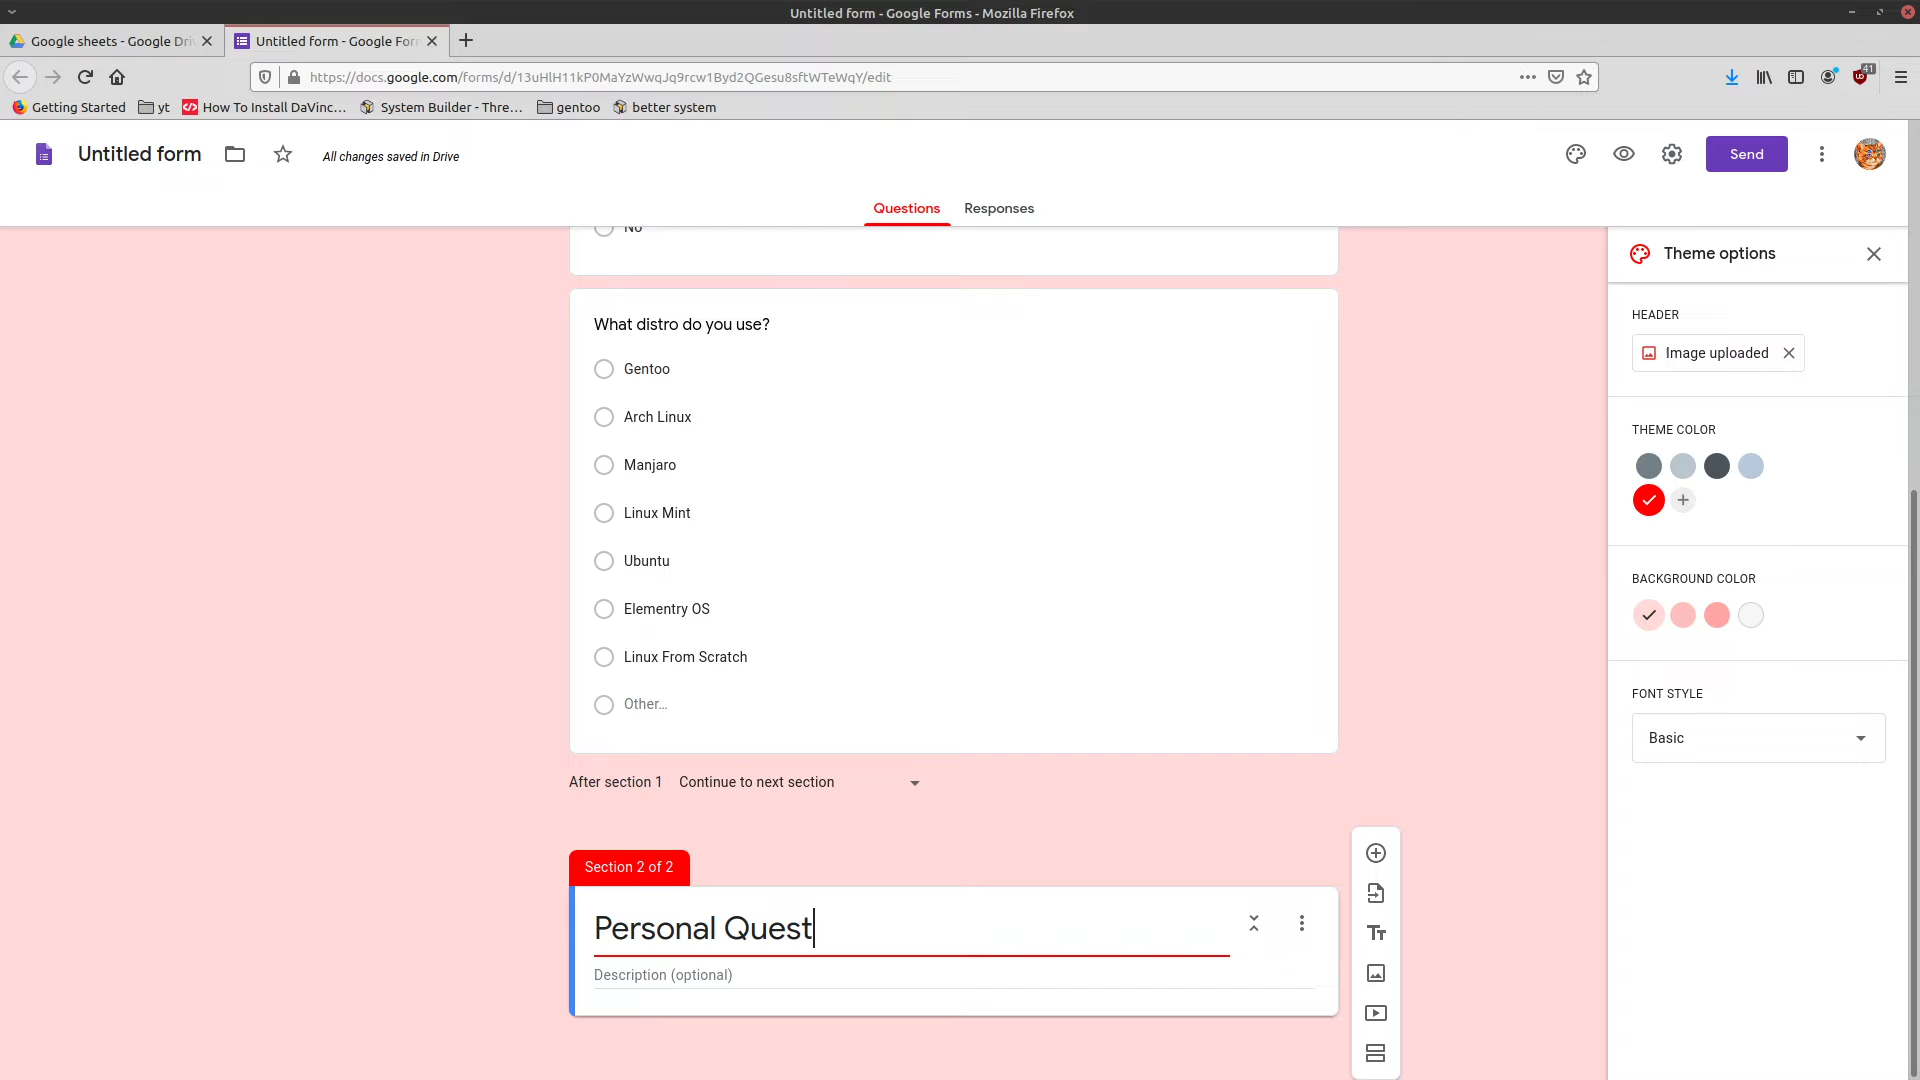 Untitled form - Google Forms - Mozilla Firefox
Google sheets - Google Dri
Untitled form - Google For
https://docs.google.com/forms/d/13uHlH11kP0MaYzWwqJq9rcw1Byd2QGesu8sftWTeWqY/edit
41
Getting Started
yt
How To Install DaVinc...
System Builder - Thre...
gentoo
better system
Untitled form
All changes saved in Drive
Send
Questions
Responses
No
What distro do you use?
Gentoo
Arch Linux
Manjaro
Linux Mint
Ubuntu
Elementry OS
Linux From Scratch
Other...
After section 1
Continue to next section
Section 2 of 2
Personal Quest
Description (optional)
Theme options
HEADER
Image uploaded
THEME COLOR
BACKGROUND COLOR
FONT STYLE
Basic